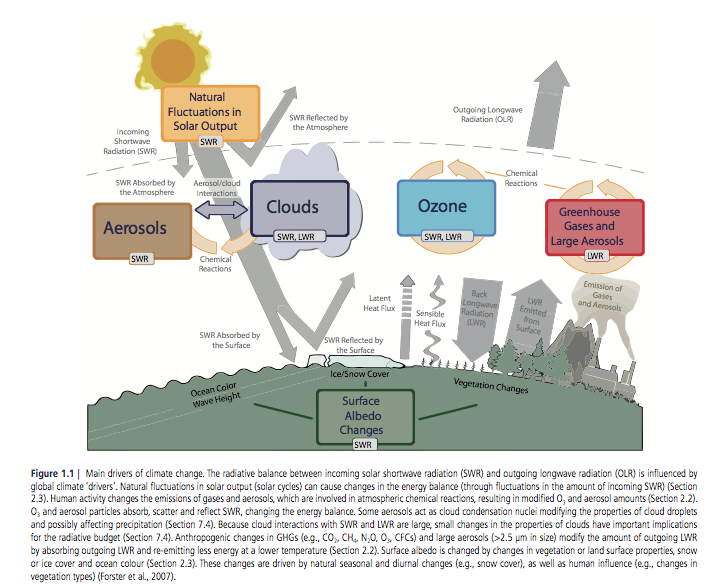 Natural
Fluctuations in
Solar Output
SWR
SWR Reflected by
the Atmosphere
Outgoing Longwave
Radiation (OLR)
Incoming
Shortwave
Radiation (SWR)
SWR Absorbed by
the Atmosphere
Aerosol/cloud
Interactions
Chemical
Reactions
Aerosols
SWR
Clouds
SWR, LWR
Ozone
SWR, LWR
Greenhouse
Gases and
Large Aerosols
LWR
Chemical
Reactions
Latent
Heat Flux
Sensible
Heat Flux
Back
Longwave
Radiation
(LWR)
LWR
Emitted
from
Surface
Emission of
Gases
and Aerosols
SWR Absorbed by
the Surface
SWR Reflected by
the Surface
Ocean Color
Wave Height
Ice/Snow Cover
Vegetation Changes
Surface
Albedo
Changes
SWR
Figure 1.1 | Main drivers of climate change. The radiative balance between incoming solar shortwave radiation (SWR) and outgoing longwave radiation (OLR) is influenced by
global climate ‘drivers’. Natural fluctuations in solar output (solar cycles) can cause changes in the energy balance (through fluctuations in the amount of incoming SWR) (Section
2.3). Human activity changes the emissions of gases and aerosols, which are involved in atmospheric chemical reactions, resulting in modified O₃ and aerosol amounts (Section 2.2).
O₃ and aerosol particles absorb, scatter and reflect SWR, changing the energy balance. Some aerosols act as cloud condensation nuclei modifying the properties of cloud droplets
and possibly affecting precipitation (Section 7.4). Because cloud interactions with SWR and LWR are large, small changes in the properties of clouds have important implications
for the radiative budget (Section 7.4). Anthropogenic changes in GHGs (e.g., CO₂, CH₄, N₂O, O₃, CFCs) and large aerosols (>2.5 μm in size) modify the amount of outgoing LWR
by absorbing outgoing LWR and re-emitting less energy at a lower temperature (Section 2.2). Surface albedo is changed by changes in vegetation or land surface properties, snow
or ice cover and ocean colour (Section 2.3). These changes are driven by natural seasonal and diurnal changes (e.g., snow cover), as well as human influence (e.g., changes in
vegetation types) (Forster et al., 2007).